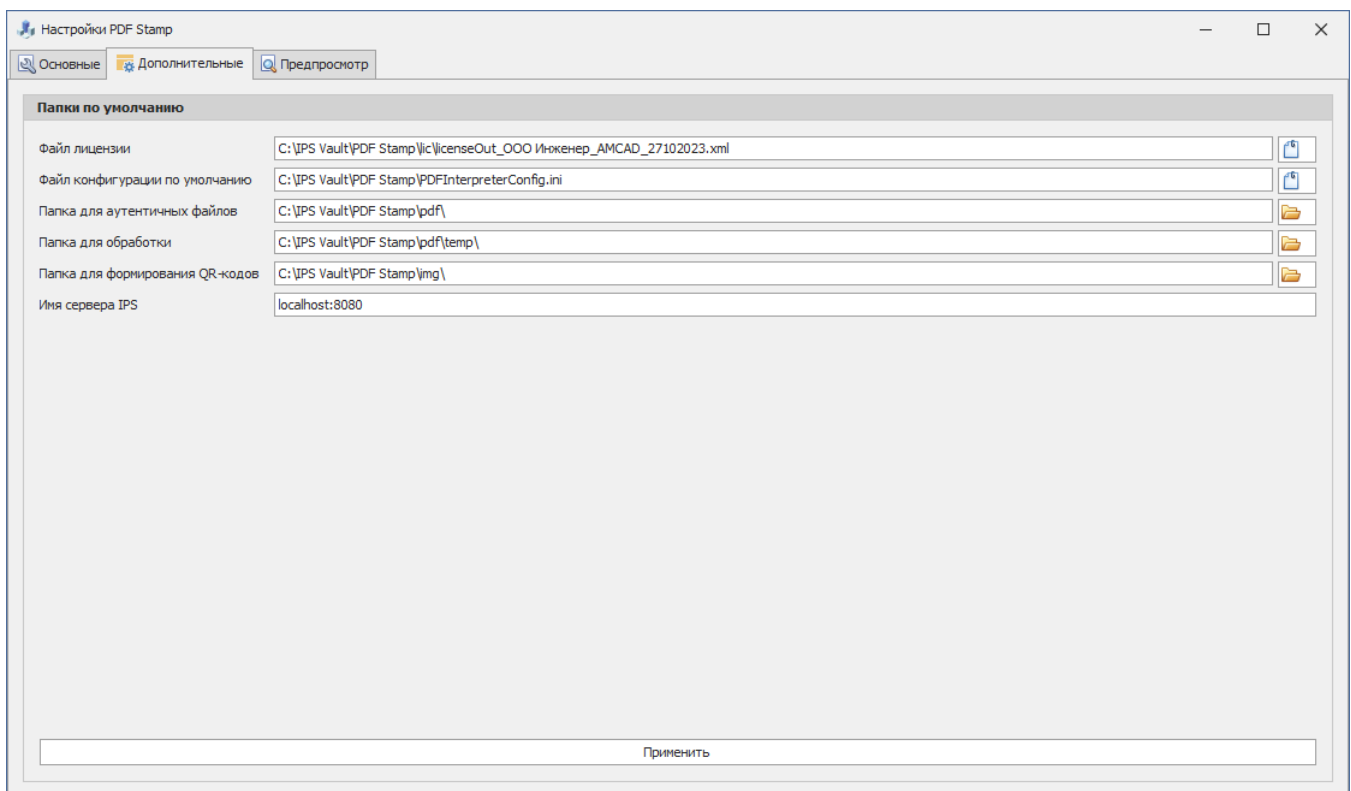 Настройки PDF Stamp
Основные Дополнительные Предпросмотр
Папки по умолчанию
Файл лицензии C:\IPS Vault\PDF Stamp\lic\licenseOut_ООО Инженер_AMCAD_27102023.xml
Файл конфигурации по умолчанию C:\IPS Vault\PDF Stamp\PDFInterpreterConfig.ini
Папка для аутентичных файлов C:\IPS Vault\PDF Stamp\pdf\
Папка для обработки C:\IPS Vault\PDF Stamp\pdf\temp\
Папка для формирования QR-кодов C:\IPS Vault\PDF Stamp\img\
Имя сервера IPS localhost:8080
Применить